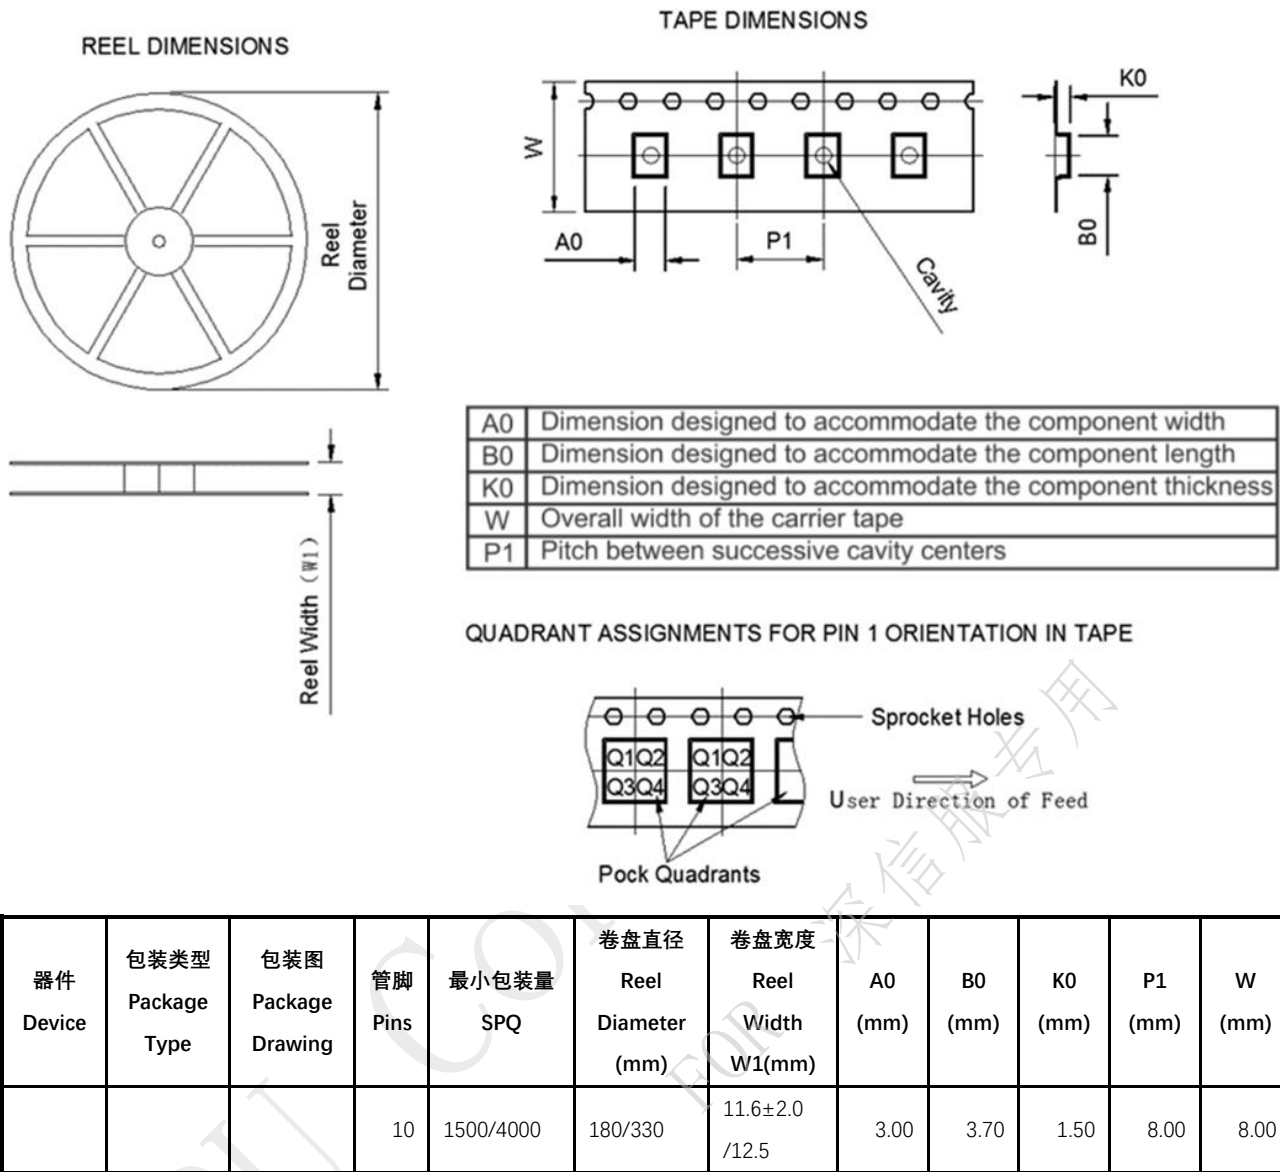 REEL DIMENSIONS
Reel
Diameter
Reel Width (W1)
TAPE DIMENSIONS
W
A0
P1
Cavity
K0
B0
A0 Dimension designed to accommodate the component width
B0 Dimension designed to accommodate the component length
K0 Dimension designed to accommodate the component thickness
W Overall width of the carrier tape
P1 Pitch between successive cavity centers
QUADRANT ASSIGNMENTS FOR PIN 1 ORIENTATION IN TAPE
Sprocket Holes
Q1 Q2 Q1 Q2
Q3 Q4 Q3 Q4
User Direction of Feed
Pock Quadrants
器件 Device
包装类型 Package Type
包装图 Package Drawing
管脚 Pins
最小包装量 SPQ
卷盘直径 Reel Diameter (mm)
卷盘宽度 Reel Width W1(mm)
A0 (mm)
B0 (mm)
K0 (mm)
P1 (mm)
W (mm)
10 1500/4000 180/330 11.6±2.0 /12.5 3.00 3.70 1.50 8.00 8.00
FOR
深信服专用